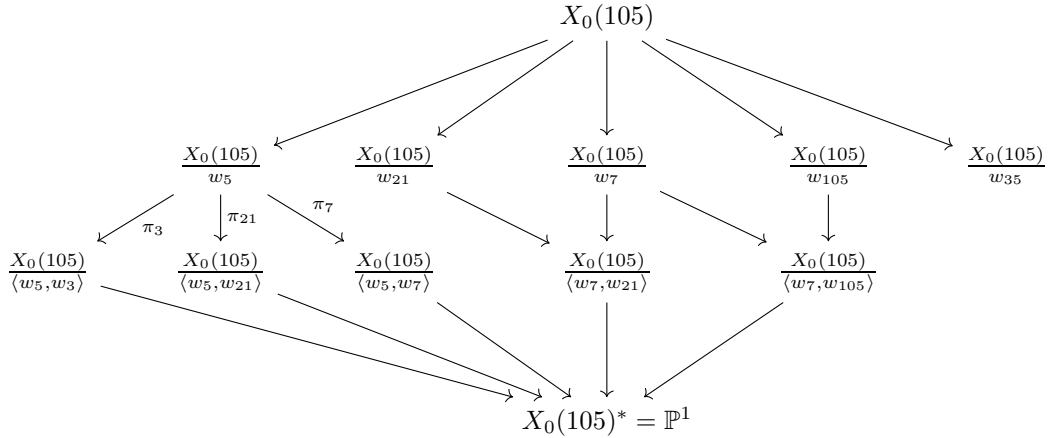 X_0(105)
X_0(105)/w_5 X_0(105)/w_21 X_0(105)/w_7 X_0(105)/w_105 X_0(105)/w_35
π_3 π_21 π_7
X_0(105)/⟨w_5,w_3⟩ X_0(105)/⟨w_5,w_21⟩ X_0(105)/⟨w_5,w_7⟩ X_0(105)/⟨w_7,w_21⟩ X_0(105)/⟨w_7,w_105⟩
X_0(105)* = ℙ^1